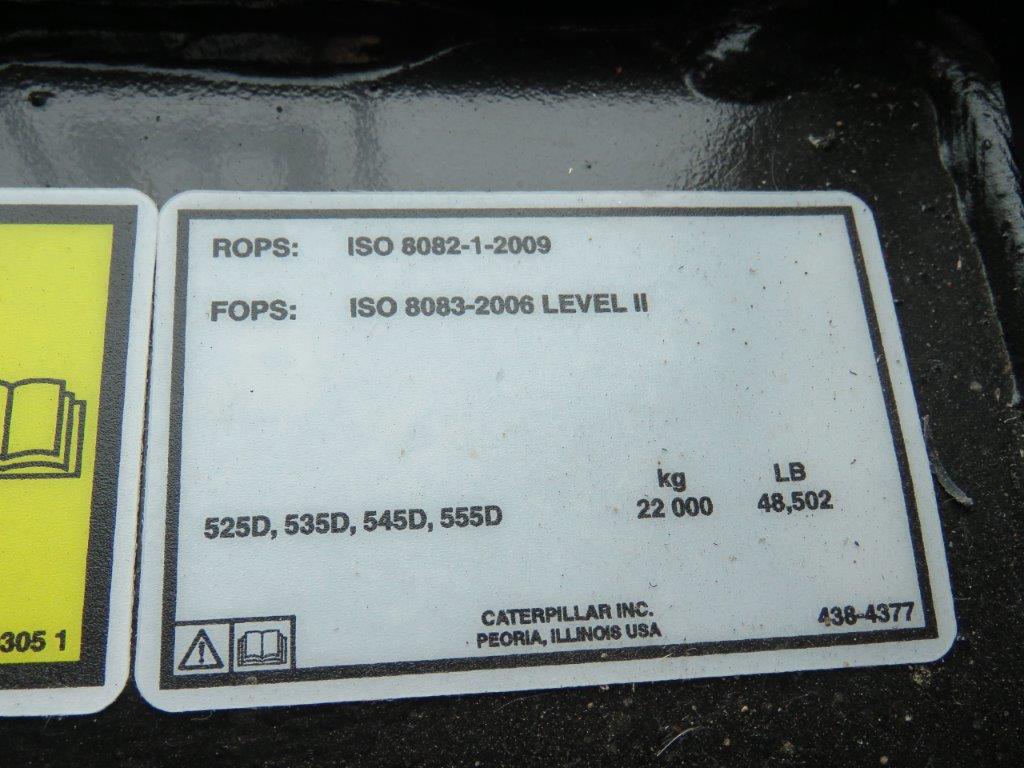 ROPS: ISO 8082-1-2009
FOPS: ISO 8083-2006 LEVEL II
kg LB
525D, 535D, 545D, 555D 22 000 48,502
CATERPILLAR INC.
PEORIA, ILLINOIS USA
438-4377
305 1